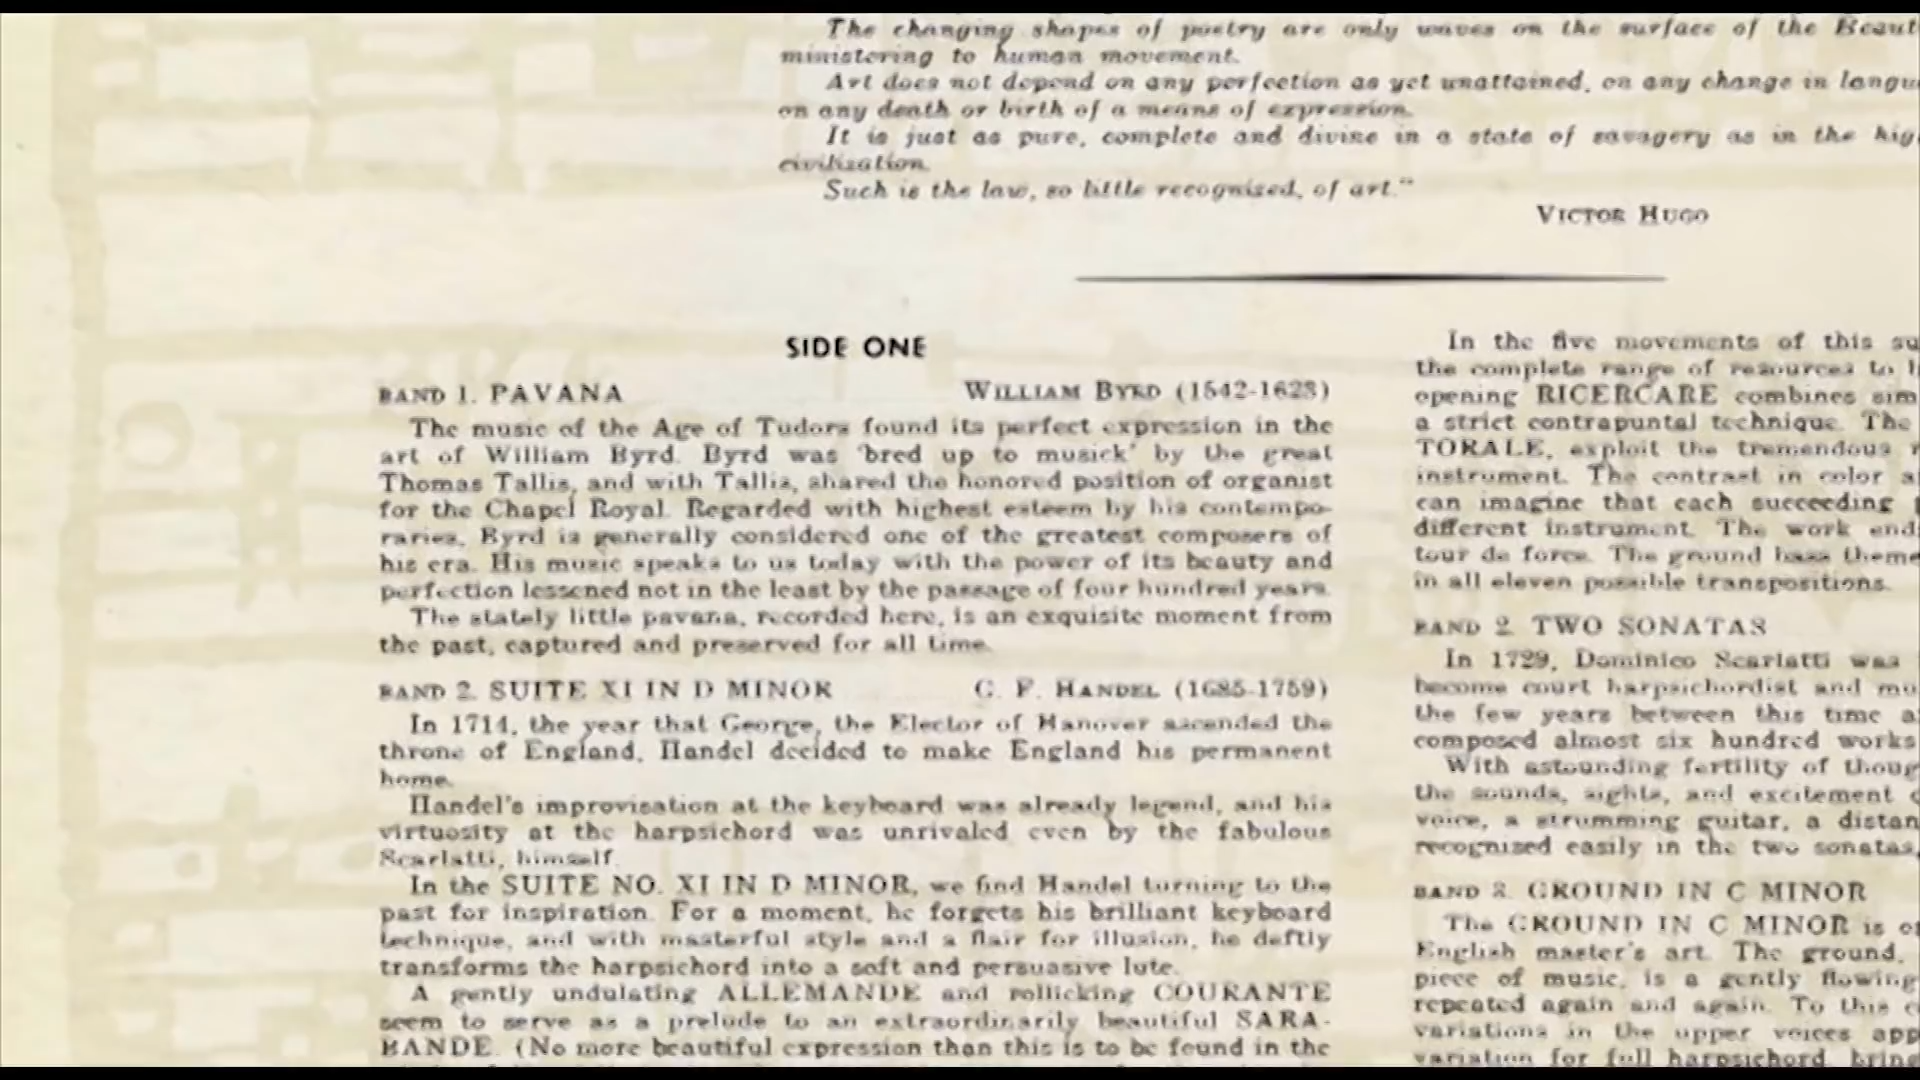 The changing shapes of poetry are only waves on the surface of the Beaut
ministering to human movement.
Art does not depend on any perfection as yet unattained, on any change in langu
on any death or birth of a means of expression.
It is just as pure, complete and divine in a state of savagery as in the hig
civilization.
Such is the law, so little recognized, of art."
VICTOR HUGO
SIDE ONE
BAND 1. PAVANA WILLIAM BYRD (1542-1623)
The music of the Age of Tudors found its perfect expression in the
art of William Byrd. Byrd was 'bred up to musick' by the great
Thomas Tallis, and with Tallis, shared the honored position of organist
for the Chapel Royal. Regarded with highest esteem by his contempo-
raries, Byrd is generally considered one of the greatest composers of
his era. His music speaks to us today with the power of its beauty and
perfection lessened not in the least by the passage of four hundred years.
The stately little pavana, recorded here, is an exquisite moment from
the past, captured and preserved for all time.
BAND 2. SUITE XI IN D MINOR G. F. HANDEL (1685-1759)
In 1714, the year that George, the Elector of Hanover ascended the
throne of England, Handel decided to make England his permanent
home.
Handel's improvisation at the keyboard was already legend, and his
virtuosity at the harpsichord was unrivaled even by the fabulous
Scarlatti, himself.
In the SUITE NO. XI IN D MINOR, we find Handel turning to the
past for inspiration. For a moment, he forgets his brilliant keyboard
technique, and with masterful style and a flair for illusion, he deftly
transforms the harpsichord into a soft and persuasive lute.
A gently undulating ALLEMANDE and rollicking COURANTE
seem to serve as a prelude to an extraordinarily beautiful SARA-
BANDE. (No more beautiful expression than this is to be found in the
In the five movements of this su
the complete range of resources to h
opening RICERCARE combines sim
a strict contrapuntal technique. The
TORALE, exploit the tremendous r
instrument. The contrast in color a
can imagine that each succeeding
different instrument. The work end
tour de force. The ground bass theme
in all eleven possible transpositions.
BAND 2. TWO SONATAS
In 1729, Dominico Scarlatti was
become court harpsichordist and mu
the few years between this time a
composed almost six hundred works
With astounding fertility of thoug
the sounds, sights, and excitement o
voice, a strumming guitar, a distan
recognized easily in the two sonatas,
BAND 3. GROUND IN C MINOR
The GROUND IN C MINOR is o
English master's art. The ground,
piece of music, is a gently flowing
repeated again and again. To this
variations in the upper voices app
variation for full harpsichord, bring